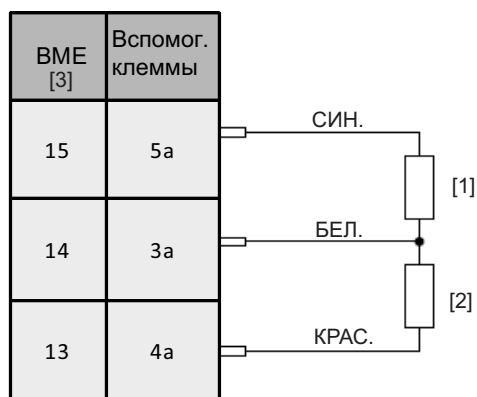 BME
[3]
Вспомог.
клеммы
15 5a СИН.
[1]
14 3a БЕЛ.
[2]
13 4a КРАС.